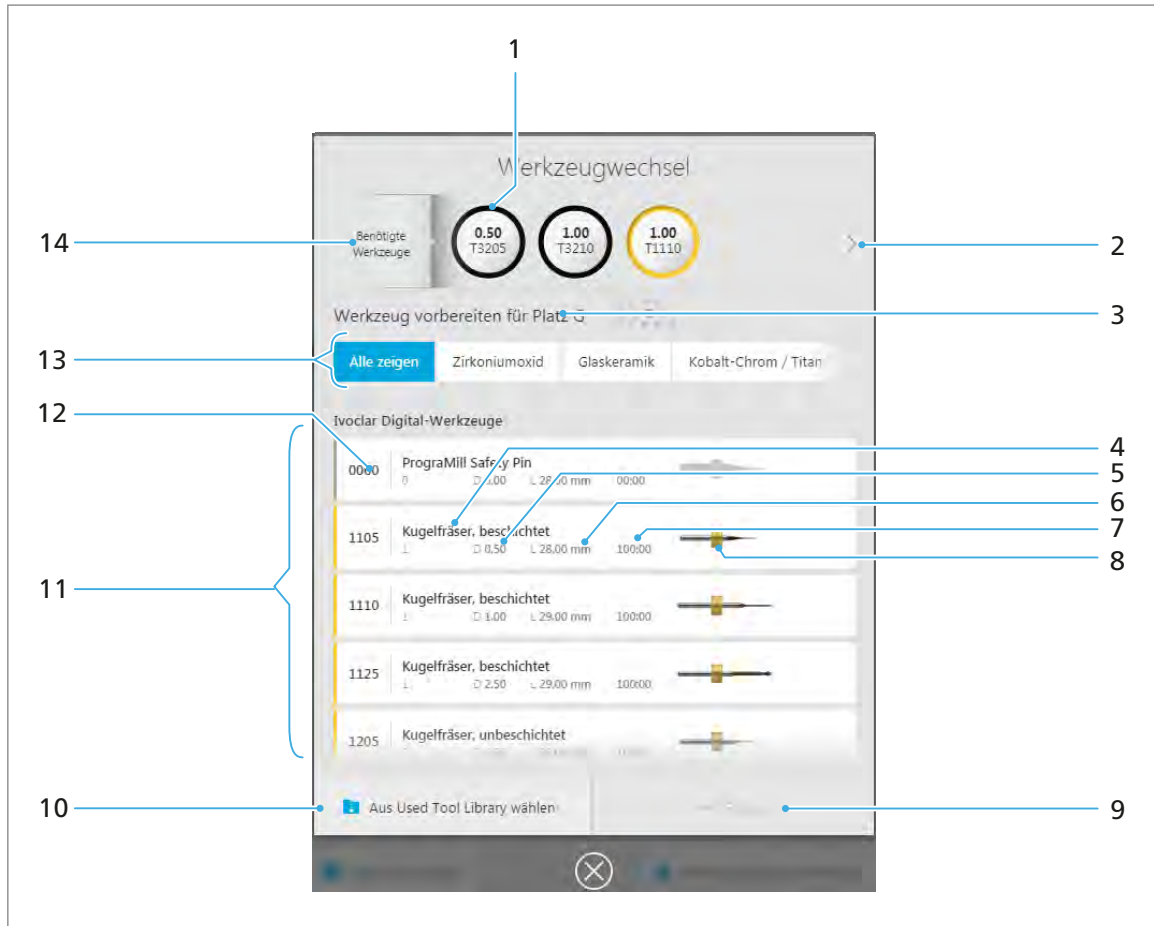 1
Werkzeugwechsel
14
Benötigte
Werkzeuge
0.50
T3205
1.00
T3210
1.00
T1110
2
Werkzeug vorbereiten für Platz G
3
13
Alle zeigen
Zirkoniumoxid
Glaskeramik
Kobalt-Chrom / Titan
12
Ivoclar Digital-Werkzeuge
0000
PrograMill Safety Pin
0 D 0.00 L 28.00 mm 00:00
4
5
6
7
8
1105
Kugelfräser, beschichtet
1 D 0.50 L 28.00 mm 100:00
11
1110
Kugelfräser, beschichtet
1 D 1.00 L 29.00 mm 100:00
1125
Kugelfräser, beschichtet
1 D 2.50 L 29.00 mm 100:00
1205
Kugelfräser, unbeschichtet
10
Aus Used Tool Library wählen
9